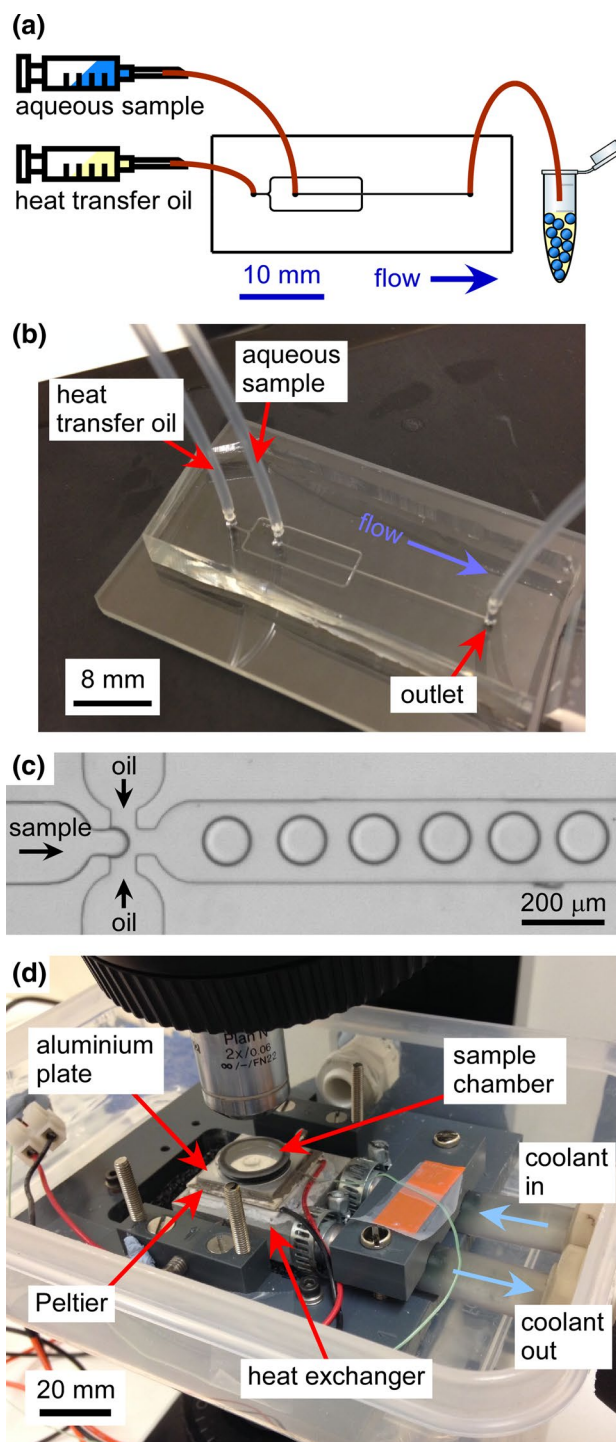 (a)
aqueous sample
heat transfer oil
10 mm
flow
(b)
aqueous
sample
heat
transfer oil
flow
8 mm
outlet
(c)
oil
sample
oil
200 μm
(d)
Plan N
2x/0.06
∞/-/FN22
aluminium
plate
sample
chamber
coolant
in
Peltier
coolant
out
heat exchanger
20 mm